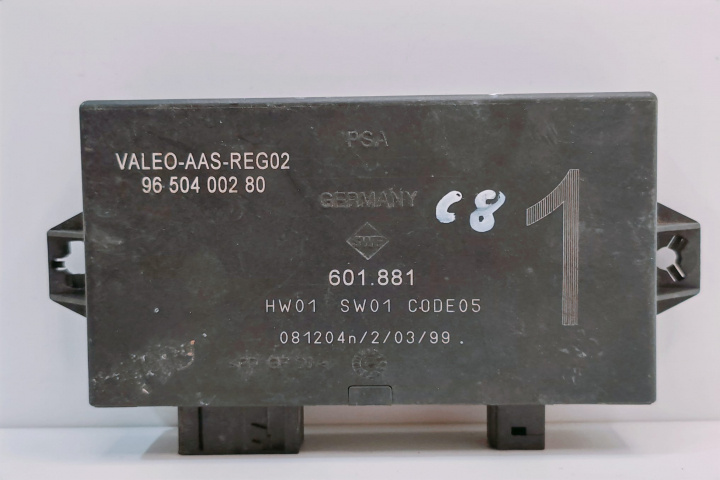 PSA
VALEO-AAS-REG02
96 504 002 80
GERMANY
C8
1
601.881
HW01 SW01 CODE05
081204n/2/03/99.